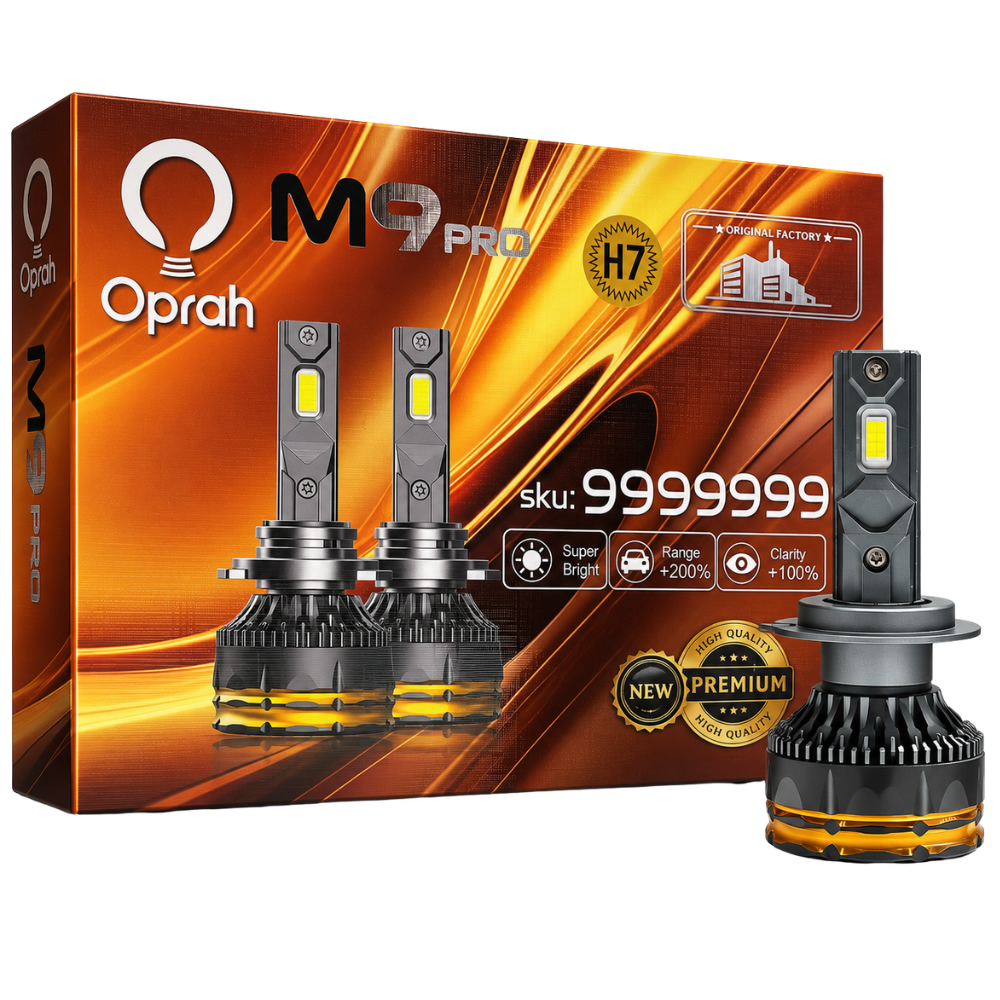 Oprah
M9 PRO
Oprah
M9 PRO
H7
ORIGINAL FACTORY
sku: 9999999
Super
Bright
Range
+200%
Clarity
+100%
NEW
HIGH QUALITY
PREMIUM
HIGH QUALITY